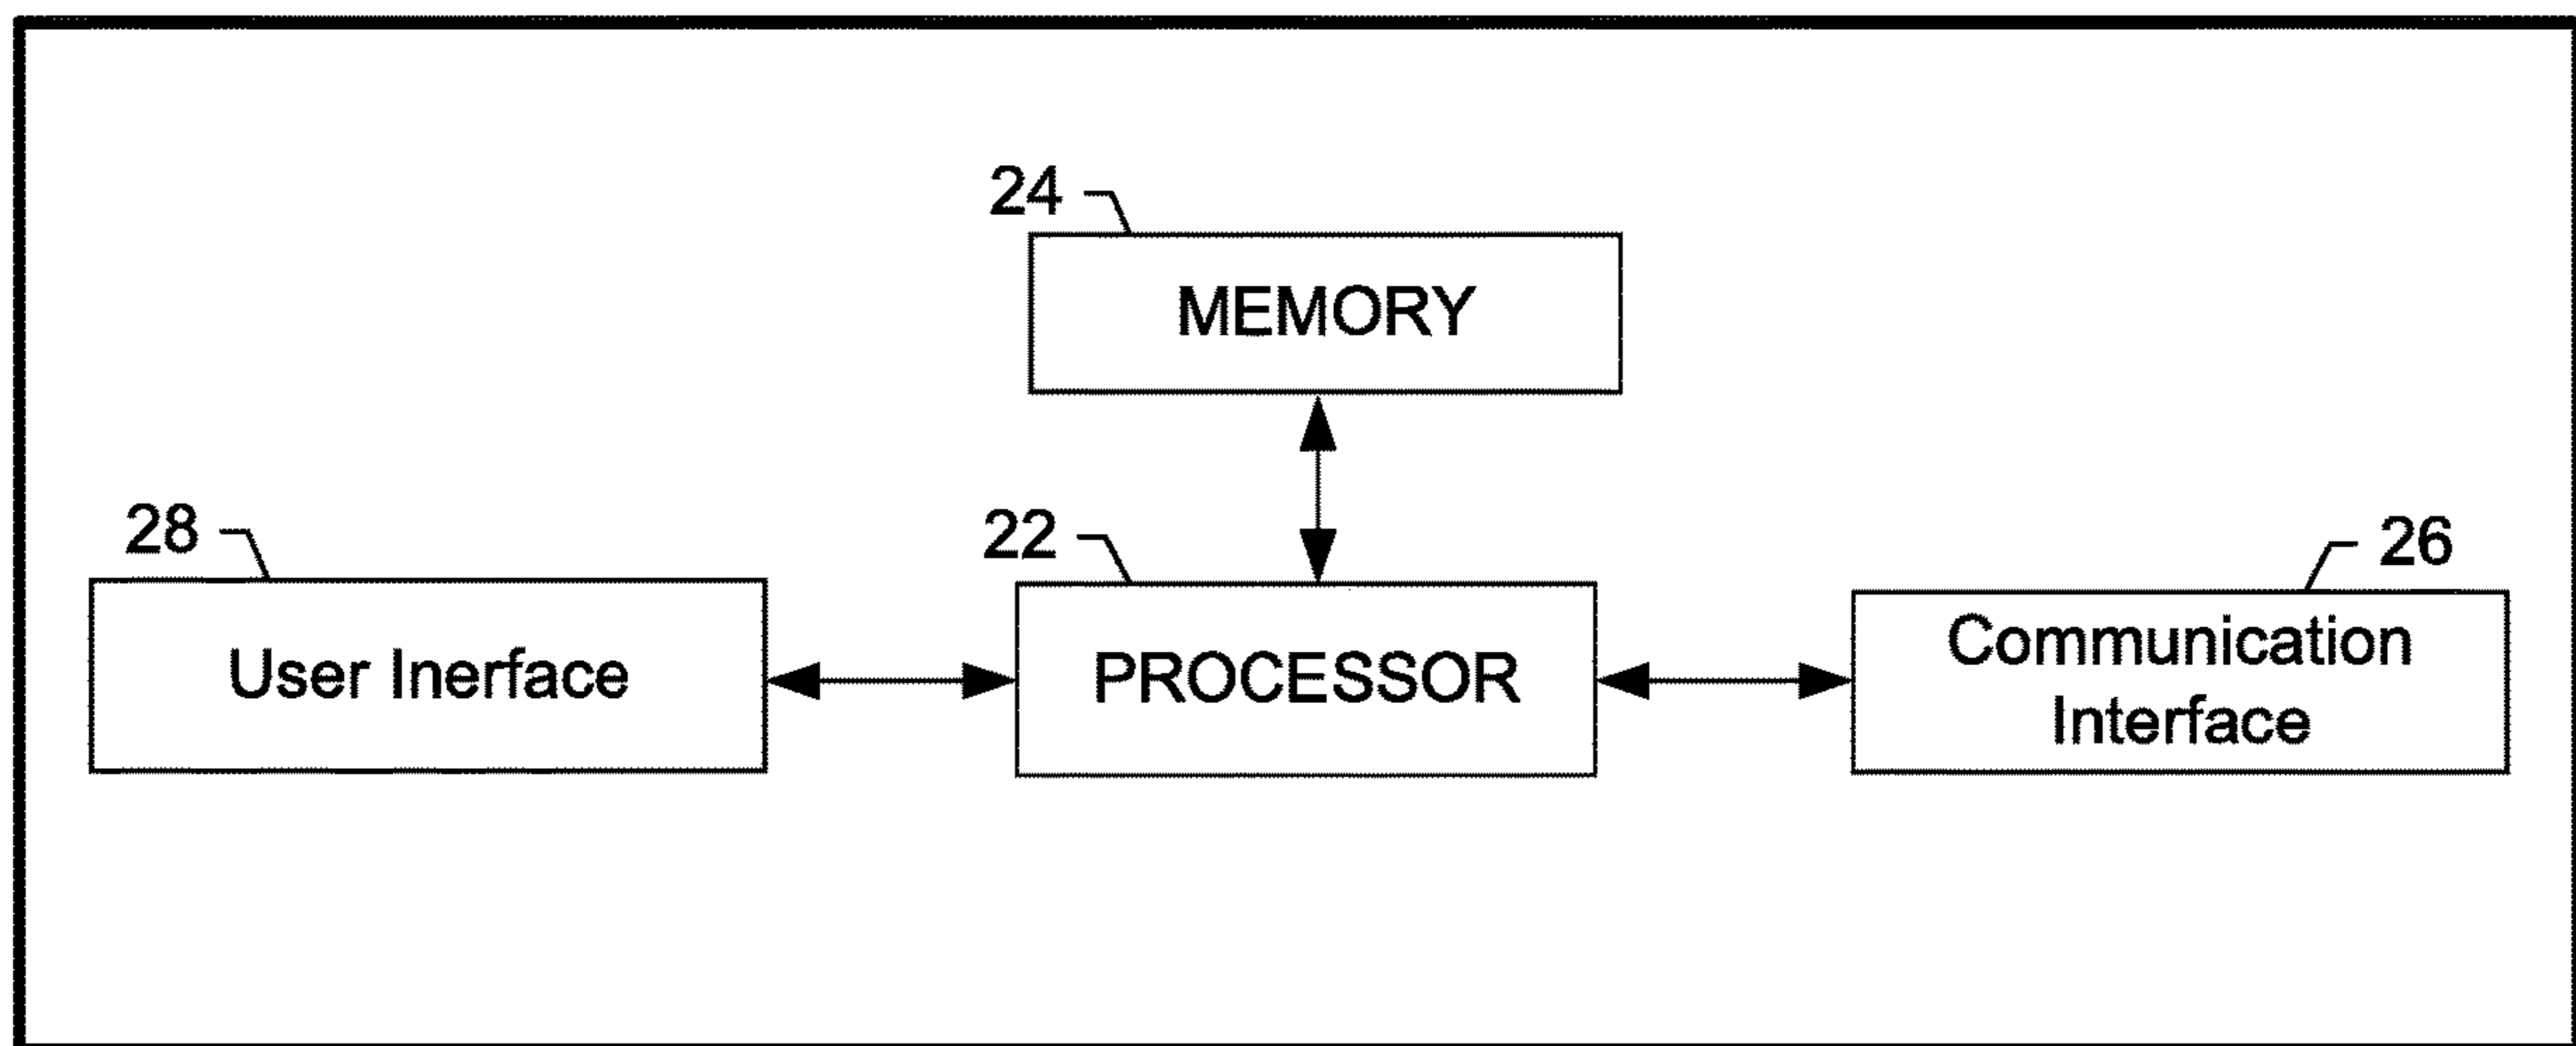 24
MEMORY
28
User Inerface
22
PROCESSOR
26
Communication
Interface